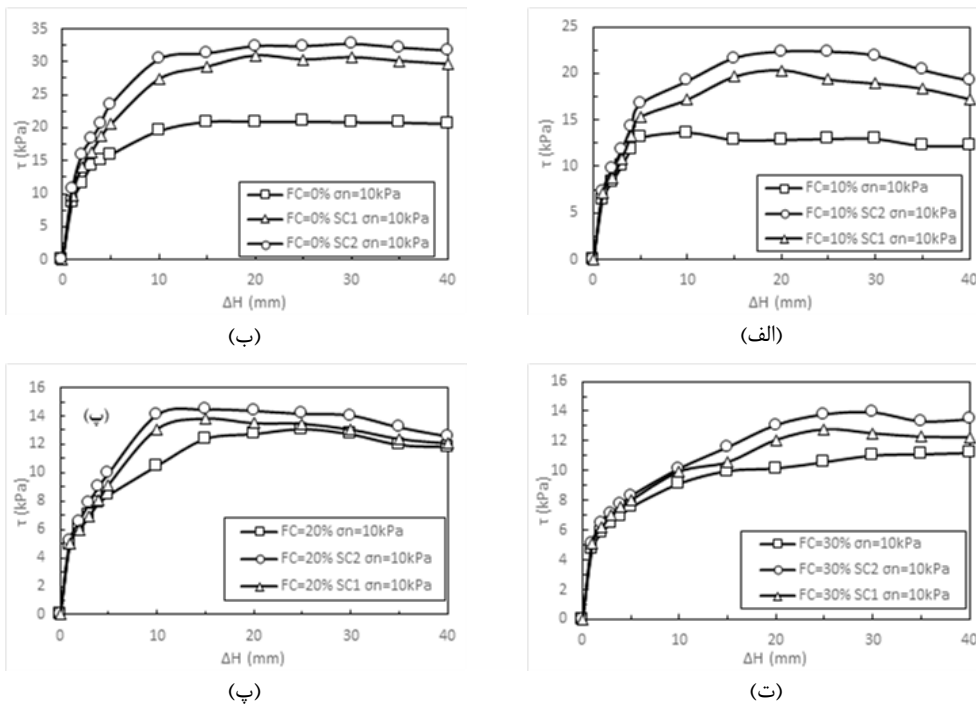 35
30
25
20
15
10
5
0
τ (kPa)
FC=0% σn=10kPa
FC=0% SC1 σn=10kPa
FC=0% SC2 σn=10kPa
0 10 20 30 40
ΔH (mm)
(ب)
25
20
15
10
5
0
τ (kPa)
FC=10% σn=10kPa
FC=10% SC2 σn=10kPa
FC=10% SC1 σn=10kPa
0 10 20 30 40
ΔH (mm)
(الف)
16
14
12
10
8
6
4
2
0
τ (kPa)
(پ)
FC=20% σn=10kPa
FC=20% SC2 σn=10kPa
FC=20% SC1 σn=10kPa
0 10 20 30 40
ΔH (mm)
(پ)
16
14
12
10
8
6
4
2
0
τ (kPa)
FC=30% σn=10kPa
FC=30% SC2 σn=10kPa
FC=30% SC1 σn=10kPa
0 10 20 30 40
ΔH (mm)
(ت)